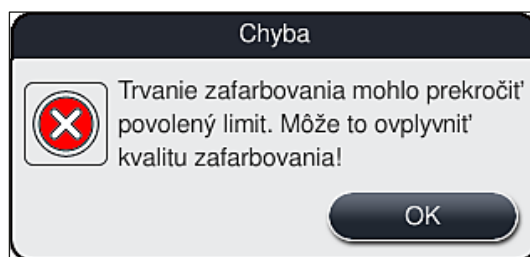 Chyba
Trvanie zafarbovania mohlo prekročiť
povolený limit. Môže to ovplyvniť
kvalitu zafarbovania!
OK